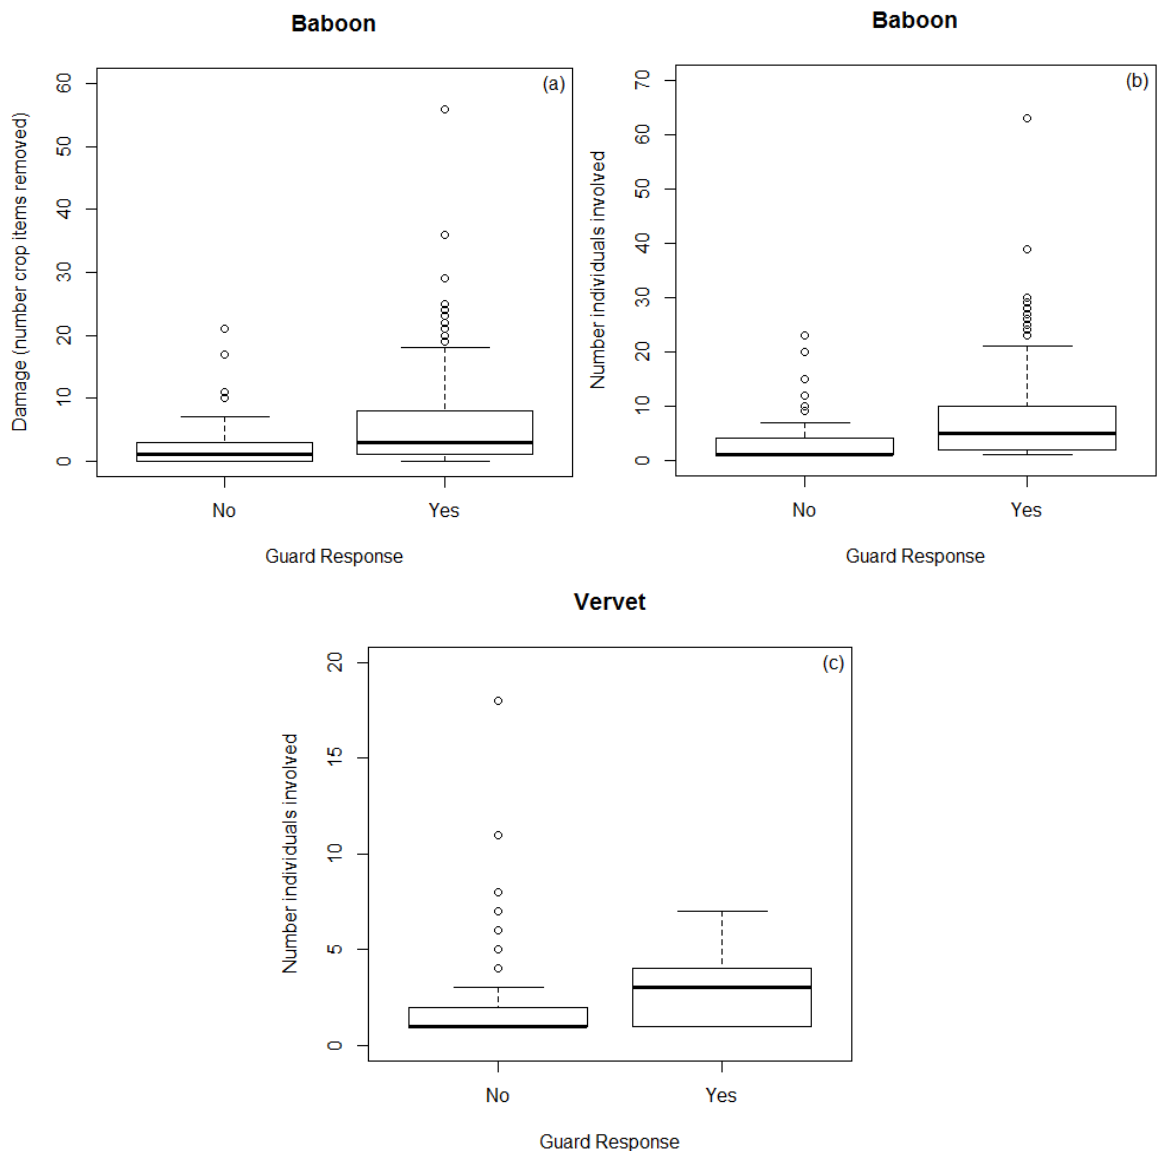 Baboon
(a)
Damage (number crop items removed)
60
50
40
30
20
10
0
No Yes
Guard Response
Baboon
(b)
Number individuals involved
70
60
50
40
30
20
10
0
No Yes
Guard Response
Vervet
(c)
Number individuals involved
20
15
10
5
0
No Yes
Guard Response